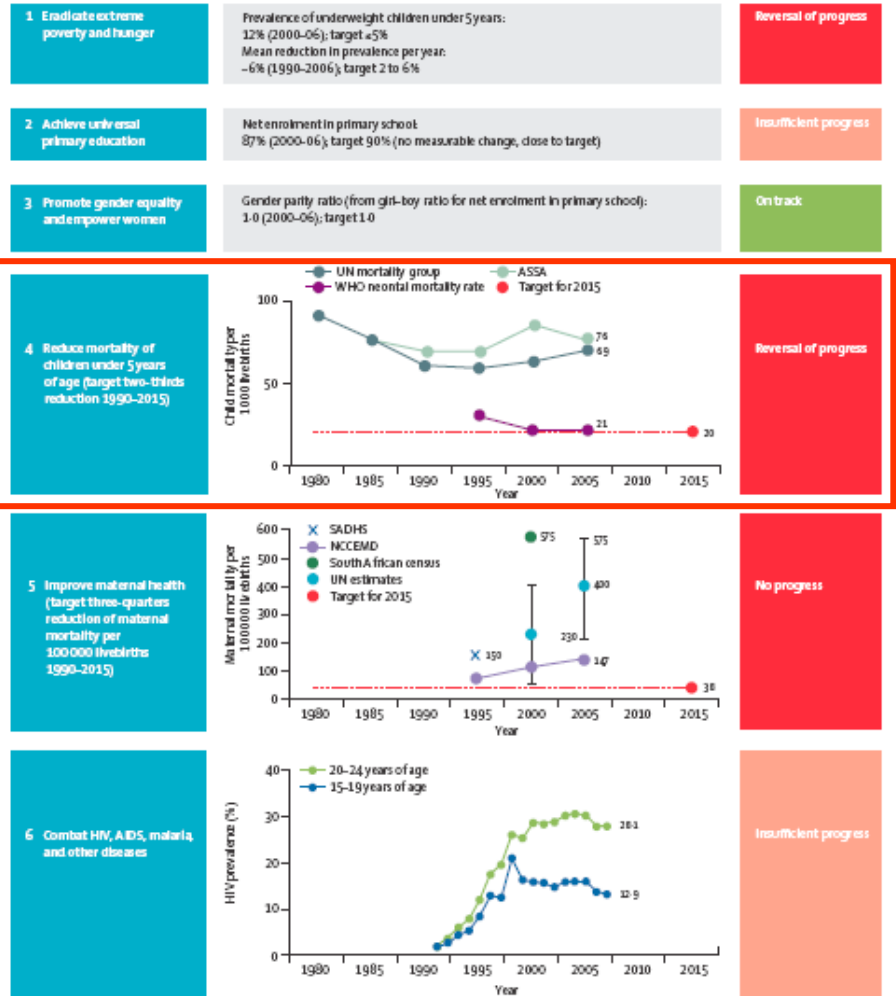 1 Eradicate extreme
poverty and hunger
Prevalence of underweight children under 5 years:
12% (2000–06); target <5%
Mean reduction in prevalence per year:
–6% (1990–2006); target 2 to 6%
Reversal of progress
2 Achieve universal
primary education
Net enrolment in primary school:
87% (2000–06); target 90% (no measurable change, close to target)
Insufficient progress
3 Promote gender equality
and empower women
Gender parity ratio (from girl–boy ratio for net enrolment in primary school):
1·0 (2000–06); target 1·0
On track
4 Reduce mortality of
children under 5 years
of age (target two-thirds
reduction 1990–2015)
UN mortality group
ASSA
WHO neontal mortality rate
Target for 2015
Child mortality per
1000 livebirths
100
50
0
76
69
21
20
1980 1985 1990 1995 2000 2005 2010 2015
Year
Reversal of progress
5 Improve maternal health
(target three-quarters
reduction of maternal
mortality per
100 000 livebirths
1990–2015)
SADHS
NCCEMD
South African census
UN estimates
Target for 2015
Maternal mortality per
100 000 livebirths
600
500
400
300
200
100
0
150
575
575
400
230
147
38
1980 1985 1990 1995 2000 2005 2010 2015
Year
No progress
6 Combat HIV, AIDS, malaria,
and other diseases
20–24 years of age
15–19 years of age
HIV prevalence (%)
40
30
20
10
0
28·1
12·9
1980 1985 1990 1995 2000 2005 2010 2015
Year
Insufficient progress